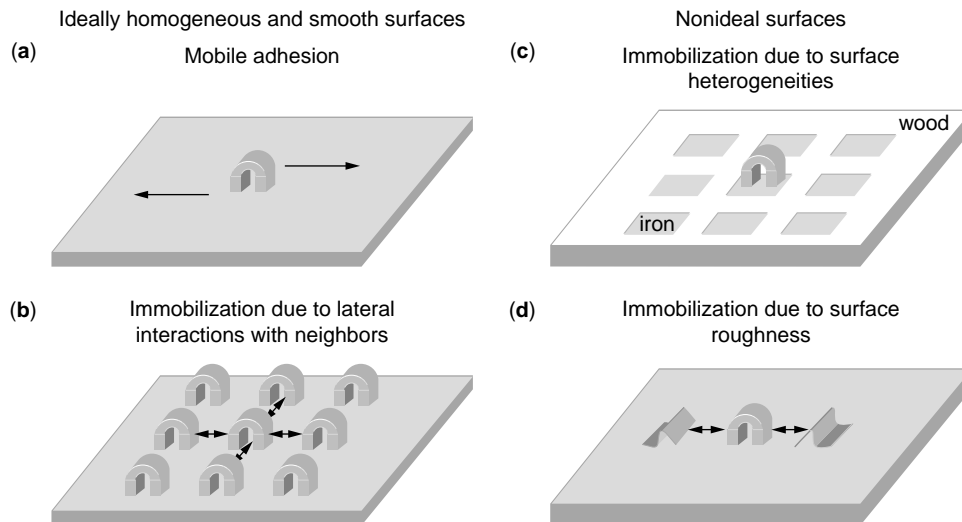 Ideally homogeneous and smooth surfaces
(a)
Mobile adhesion
(b)
Immobilization due to lateral
interactions with neighbors
Nonideal surfaces
(c)
Immobilization due to surface
heterogeneities
wood
iron
(d)
Immobilization due to surface
roughness